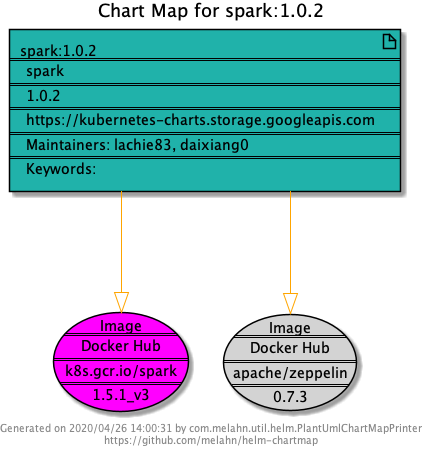 Chart Map for spark:1.0.2
spark:1.0.2
spark
1.0.2
https://kubernetes-charts.storage.googleapis.com
Maintainers: lachie83, daixiang0
Keywords:
Image
Docker Hub
k8s.gcr.io/spark
1.5.1_v3
Image
Docker Hub
apache/zeppelin
0.7.3
Generated on 2020/04/26 14:00:31 by com.melahn.util.helm.PlantUmlChartMapPrinter
https://github.com/melahn/helm-chartmap